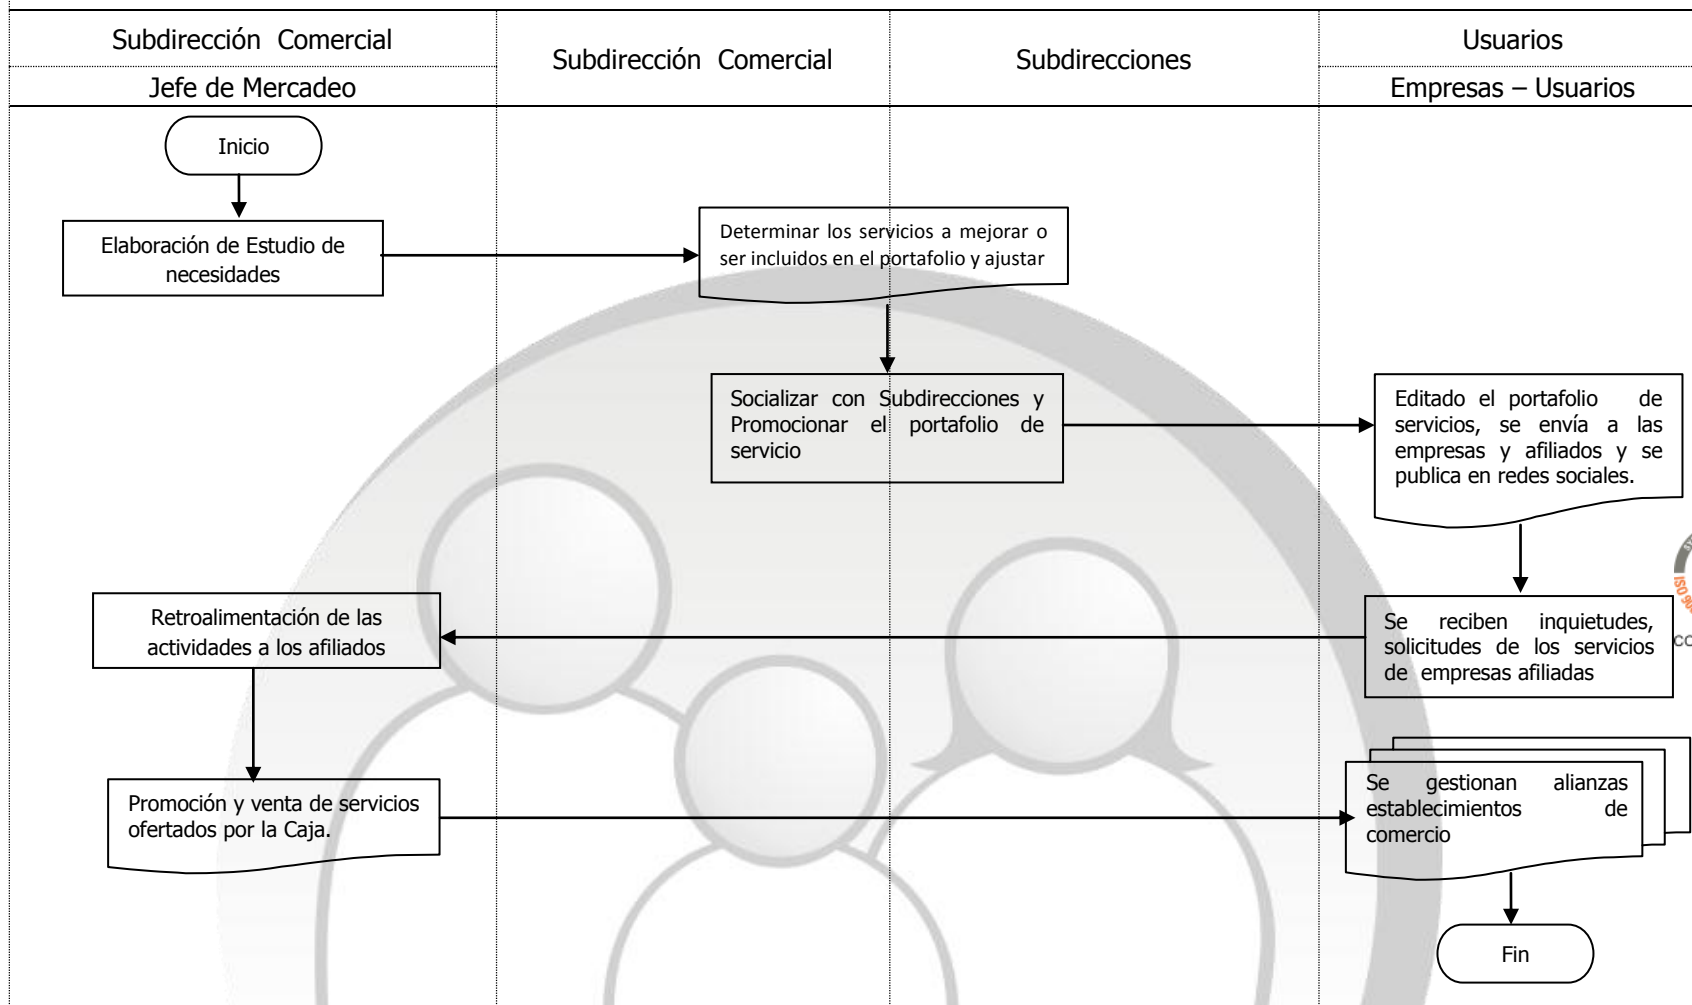 Subdirección Comercial
Jefe de Mercadeo
Subdirección Comercial
Subdirecciones
Usuarios
Empresas – Usuarios
Inicio
Elaboración de Estudio de
necesidades
Determinar los servicios a mejorar o
ser incluidos en el portafolio y ajustar
Socializar con Subdirecciones y
Promocionar el portafolio de
servicio
Editado el portafolio de
servicios, se envía a las
empresas y afiliados y se
publica en redes sociales.
Se reciben inquietudes,
solicitudes de los servicios
de empresas afiliadas
Retroalimentación de las
actividades a los afiliados
Promoción y venta de servicios
ofertados por la Caja.
Se gestionan alianzas
establecimientos de
comercio
Fin
ISO